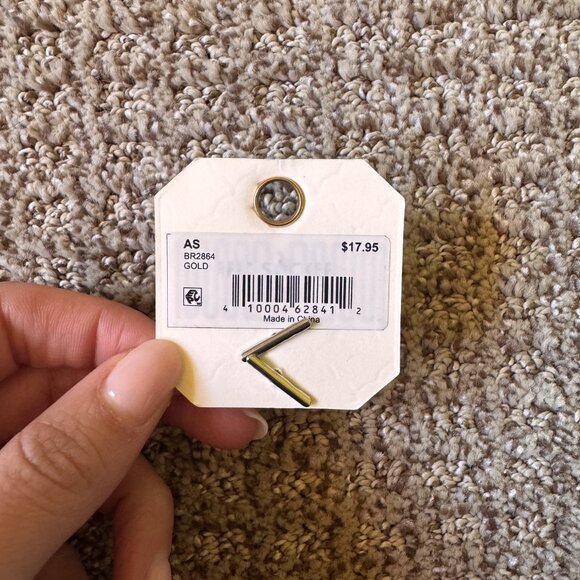 AS
$17.95
BR2864
GOLD
4 10004 62841 2
Made in China